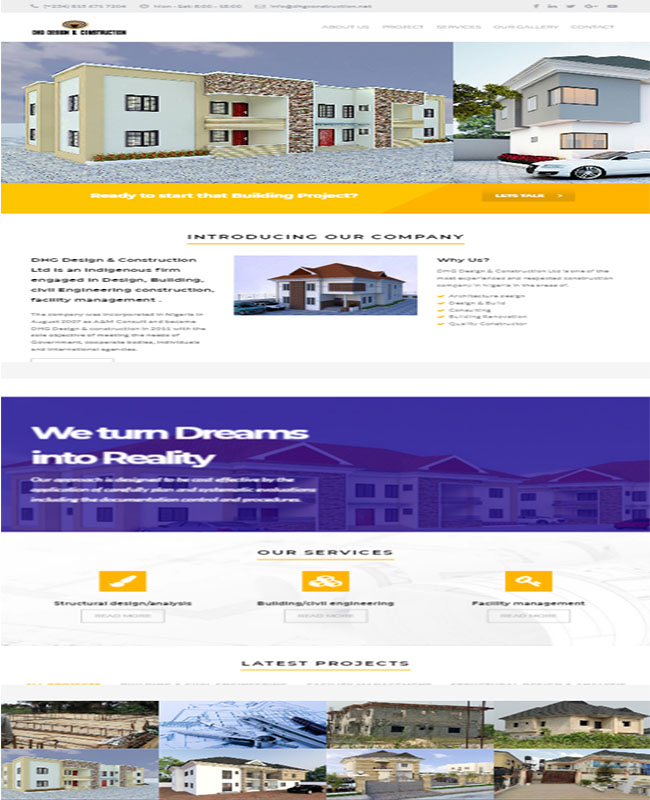 Mon - Sat: 8:00 - 18:00
info@dhgconstruction.net
DHG DESIGN & CONSTRUCTION
ABOUT US PROJECT SERVICES OUR GALLERY CONTACT
Ready to start that Building Project?
LETS TALK >
INTRODUCING OUR COMPANY
DHG Design & Construction
Ltd is an indigenous firm
engaged in Design, Building,
civil Engineering construction,
facility management .
The company was incorporated in Nigeria in
August 2007 as A&M Consult and became
DHG Design & construction in 2011 with the
sole objective of meeting the needs of
Government, cooperate bodies, individuals
and international agencies.
Why Us?
DHG Design & Construction Ltd is one of the
most experienced and respected construction
company in Nigeria in the areas of:
Architecture design
Design & Build
Consulting
Building Renovation
Quality Constructor
We turn Dreams
into Reality
Our approach is designed to be cost effective by the
application of carefully plan and systematic evaluations
including the documentation control and procedures.
OUR SERVICES
Structural design/analysis
READ MORE
Building/civil engineering
READ MORE
Facility management
READ MORE
LATEST PROJECTS